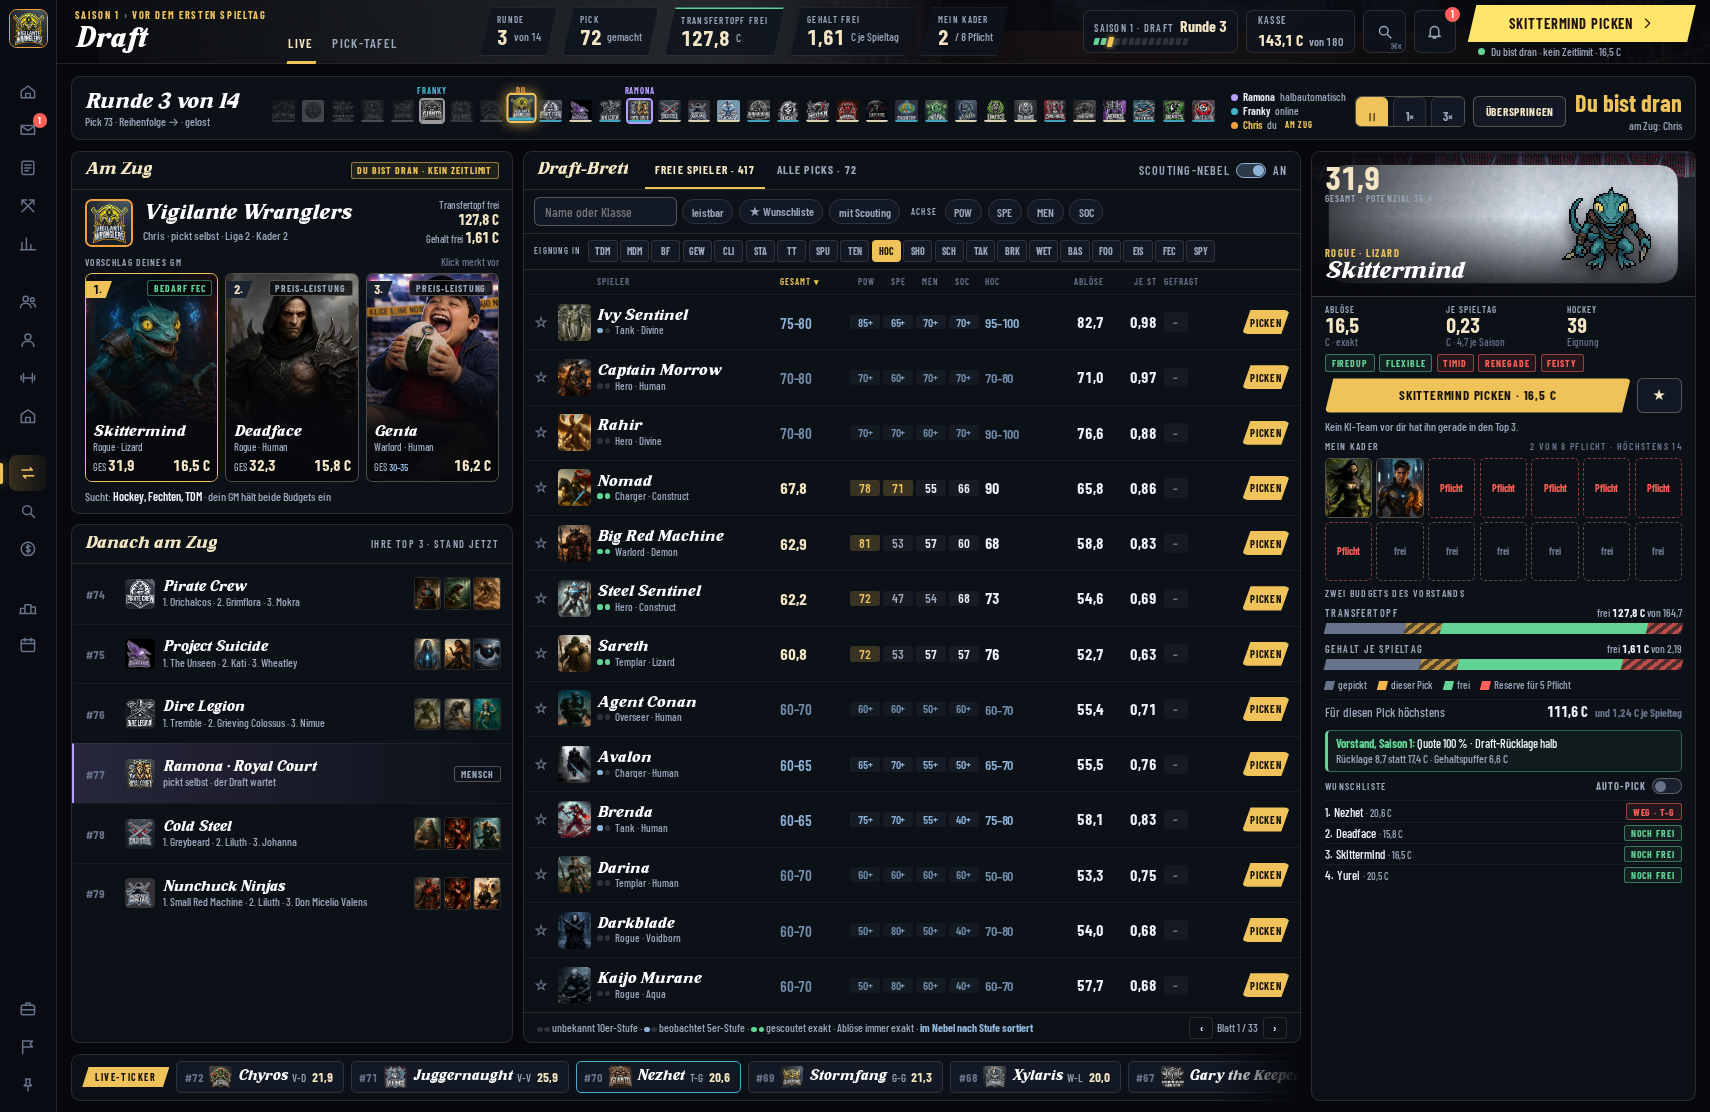 SAISON 1 › VOR DEM ERSTEN SPIELTAG
Draft
LIVE
PICK-TAFEL
RUNDE
3 von 14
PICK
72 gemacht
TRANSFERTOPF FREI
127,8 C
GEHALT FREI
1,61 C je Spieltag
MEIN KADER
2 / 8 Pflicht
SAISON 1 · DRAFT Runde 3
KASSE
143,1 C von 180
⌘K
1
SKITTERMIND PICKEN
Du bist dran · kein Zeitlimit · 16,5 C
1
Runde 3 von 14
Pick 73 · Reihenfolge → · gelost
FRANKY
DU
RAMONA
Ramona halbautomatisch
Franky online
Chris du AM ZUG
1×
3×
ÜBERSPRINGEN
Du bist dran
am Zug: Chris
Am Zug
DU BIST DRAN · KEIN ZEITLIMIT
Vigilante Wranglers
Chris · pickt selbst · Liga 2 · Kader 2
Transfertopf frei
127,8 C
Gehalt frei 1,61 C
VORSCHLAG DEINES GM
Klick merkt vor
1.
BEDARF FEC
Skittermind
Rogue · Lizard
GES 31,9 16,5 C
2.
PREIS-LEISTUNG
Deadface
Rogue · Human
GES 32,3 15,8 C
3.
PREIS-LEISTUNG
Genta
Warlord · Human
GES 30-35 16,2 C
Sucht: Hockey, Fechten, TDM · dein GM hält beide Budgets ein
Danach am Zug
IHRE TOP 3 · STAND JETZT
#74
Pirate Crew
1. Orichalcos · 2. Grimflora · 3. Mokra
#75
Project Suicide
1. The Unseen · 2. Kati · 3. Wheatley
#76
Dire Legion
1. Tremble · 2. Grieving Colossus · 3. Nimue
#77
Ramona · Royal Court
pickt selbst · der Draft wartet
MENSCH
#78
Cold Steel
1. Greybeard · 2. Liluth · 3. Johanna
#79
Nunchuck Ninjas
1. Small Red Machine · 2. Liluth · 3. Don Micelio Valens
Draft-Brett
FREIE SPIELER · 417
ALLE PICKS · 72
SCOUTING-NEBEL AN
Name oder Klasse
leistbar
★ Wunschliste
mit Scouting
ACHSE
POW
SPE
MEN
SOC
EIGNUNG IN
TDM MDM BF GEW CLI STA TT SPU TEN HOC SHO SCH TAK BRK WET BAS FOO EIS FEC SPY
SPIELER GESAMT ▾ POW SPE MEN SOC HOC ABLÖSE JE ST GEFRAGT
Ivy Sentinel
Tank · Divine
75-80 85+ 65+ 70+ 70+ 95-100 82,7 0,98 – PICKEN
Captain Morrow
Hero · Human
70-80 70+ 60+ 70+ 70+ 70-80 71,0 0,97 – PICKEN
Rahir
Hero · Divine
70-80 70+ 70+ 60+ 70+ 90-100 76,6 0,88 – PICKEN
Nomad
Charger · Construct
67,8 78 71 55 66 90 65,8 0,86 – PICKEN
Big Red Machine
Warlord · Demon
62,9 81 53 57 60 68 58,8 0,83 – PICKEN
Steel Sentinel
Hero · Construct
62,2 72 47 54 68 73 54,6 0,69 – PICKEN
Sareth
Templar · Lizard
60,8 72 53 57 57 76 52,7 0,63 – PICKEN
Agent Conan
Overseer · Human
60-70 60+ 60+ 50+ 60+ 60-70 55,4 0,71 – PICKEN
Avalon
Charger · Human
60-65 65+ 70+ 55+ 50+ 65-70 55,5 0,76 – PICKEN
Brenda
Tank · Human
60-65 75+ 70+ 55+ 40+ 75-80 58,1 0,83 – PICKEN
Darina
Templar · Human
60-70 60+ 60+ 60+ 60+ 50-60 53,3 0,75 – PICKEN
Darkblade
Rogue · Voidborn
60-70 60+ 80+ 50+ 40+ 70-80 54,0 0,68 – PICKEN
Kaijo Murane
Rogue · Aqua
60-70 50+ 80+ 60+ 40+ 60-70 57,7 0,68 – PICKEN
unbekannt 10er-Stufe · beobachtet 5er-Stufe · gescoutet exakt · Ablöse immer exakt · im Nebel nach Stufe sortiert
‹ Blatt 1 / 33 ›
31,9
GESAMT · POTENZIAL 35,8
ROGUE · LIZARD
Skittermind
ABLÖSE
16,5
C · exakt
JE SPIELTAG
0,23
C · 4,7 je Saison
HOCKEY
39
Eignung
FIREDUP FLEXIBLE TIMID RENEGADE FEISTY
SKITTERMIND PICKEN · 16,5 C
★
Kein KI-Team vor dir hat ihn gerade in den Top 3.
MEIN KADER
2 VON 8 PFLICHT · HÖCHSTENS 14
Pflicht Pflicht Pflicht Pflicht Pflicht
Pflicht frei frei frei frei frei frei
ZWEI BUDGETS DES VORSTANDS
TRANSFERTOPF
frei 127,8 C von 164,7
GEHALT JE SPIELTAG
frei 1,61 C von 2,19
gepickt dieser Pick frei Reserve für 5 Pflicht
Für diesen Pick höchstens
111,6 C und 1,24 C je Spieltag
Vorstand, Saison 1: Quote 100 % · Draft-Rücklage halb
Rücklage 8,7 statt 17,4 C · Gehaltspuffer 6,6 C
WUNSCHLISTE
AUTO-PICK
1. Nezhet · 20,6 C WEG · T-G
2. Deadface · 15,8 C NOCH FREI
3. Skittermind · 16,5 C NOCH FREI
4. Yurei · 20,5 C NOCH FREI
LIVE-TICKER
#72 Chyros V-D 21,9
#71 Juggernaught V-V 25,9
#70 Nezhet T-G 20,6
#69 Stormfang G-G 21,3
#68 Xylaris W-L 20,0
#67 Gary the Keeper